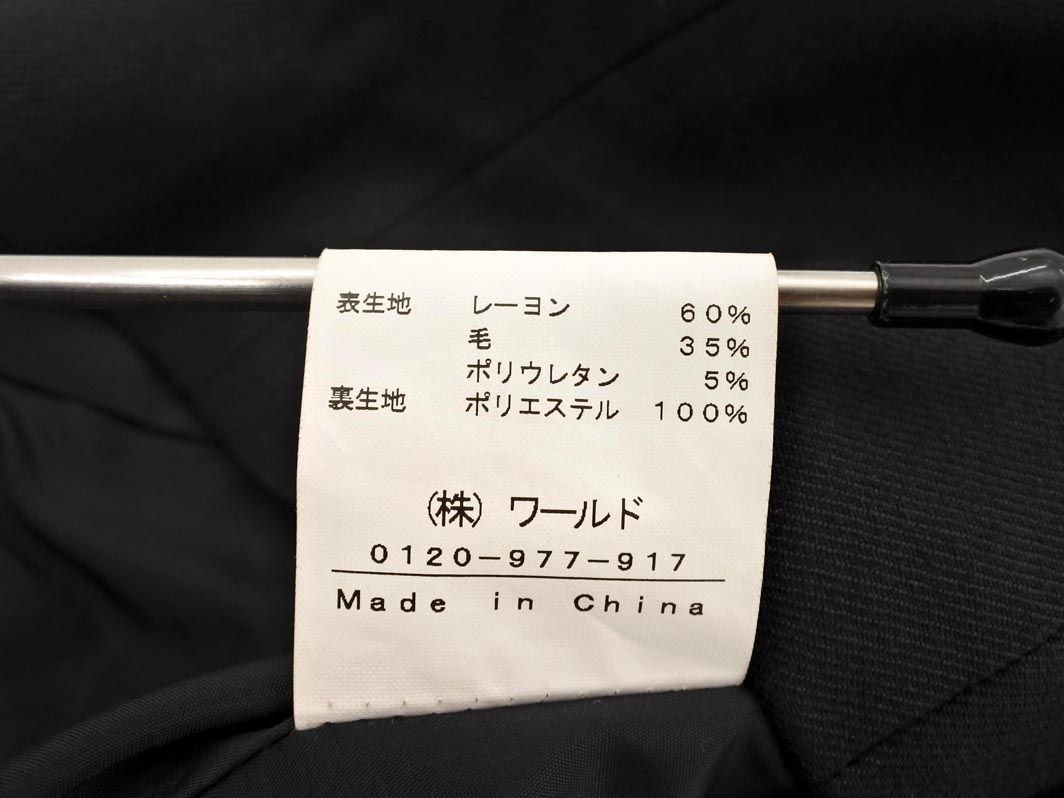 表生地 レーヨン 60%
毛 35%
ポリウレタン 5%
裏生地 ポリエステル 100%
(株) ワールド
0120-977-917
Made in China